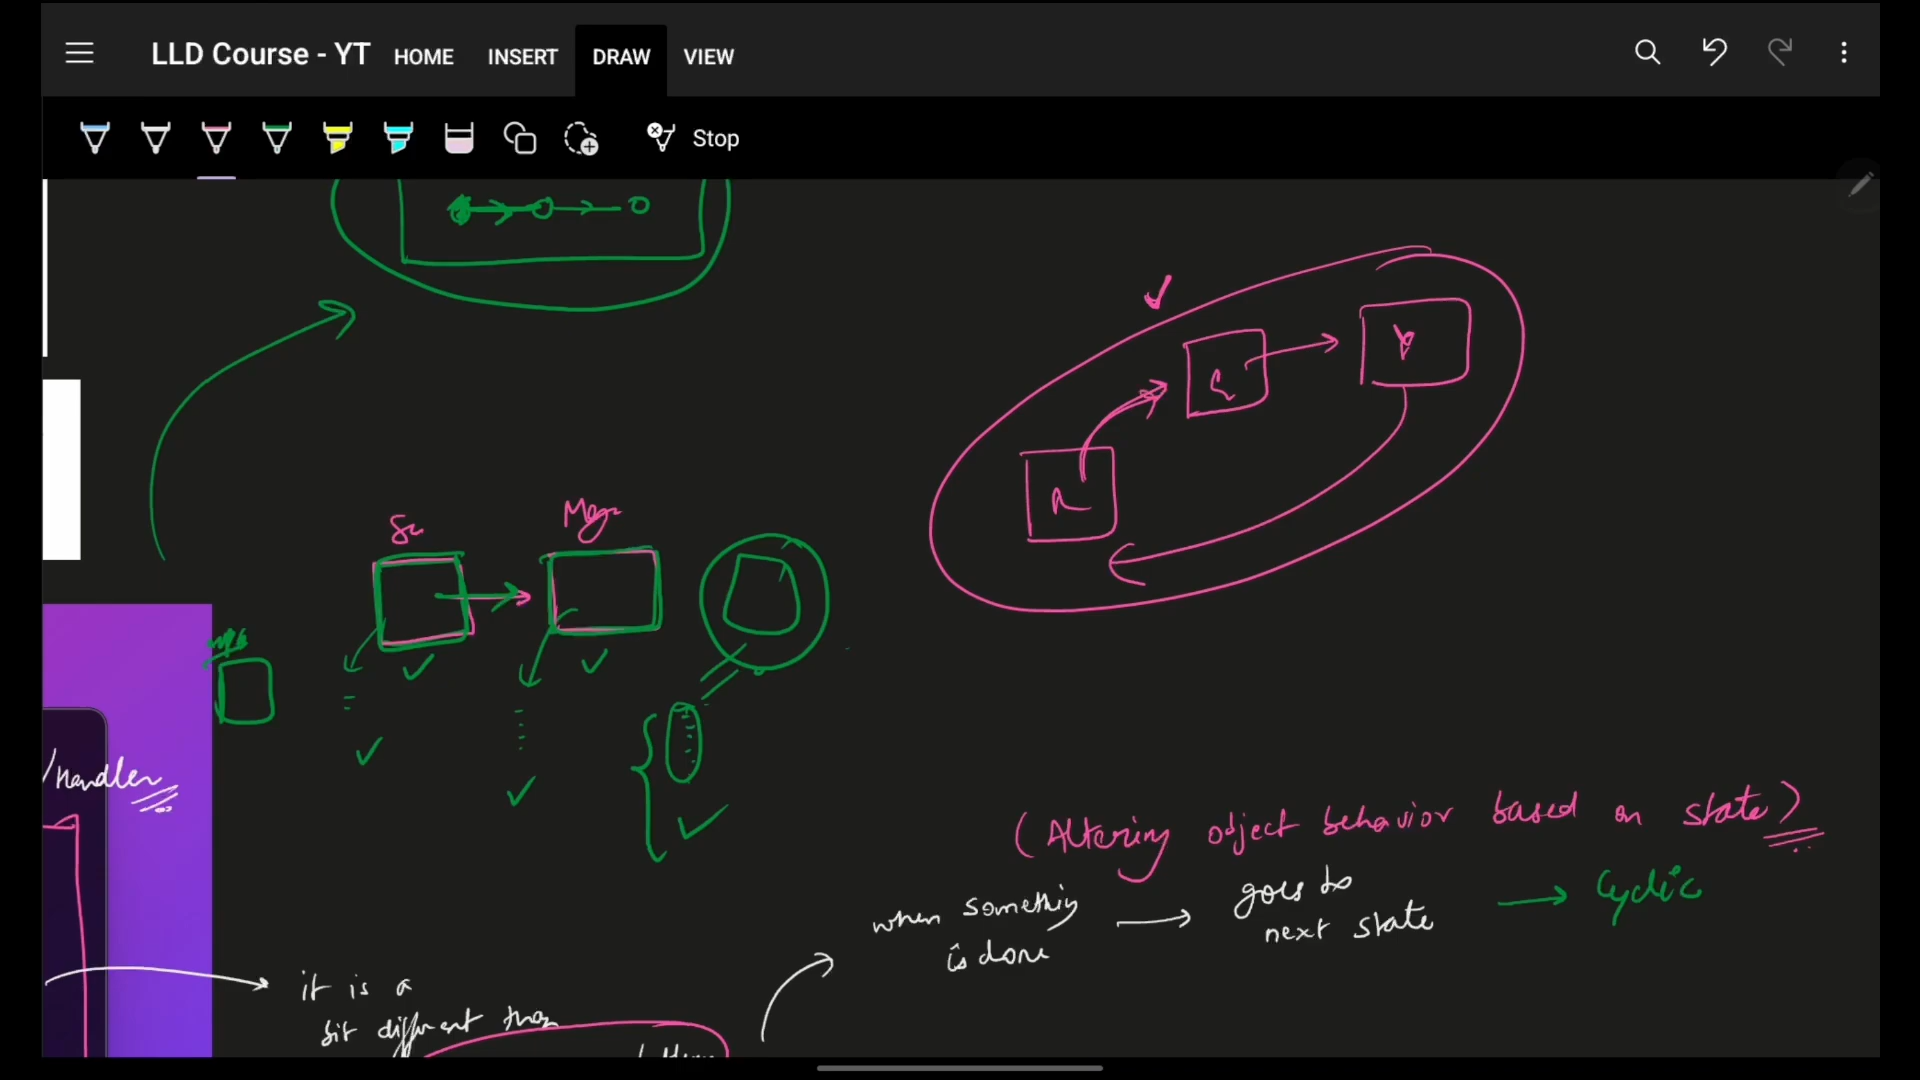 LLD Course - YT HOME INSERT DRAW VIEW
Stop
Y
G
R
Sr
/Handler
(Altering object behavior based on state)
when something
is done
goes to
next state
Cyclic
it is a
bit different than